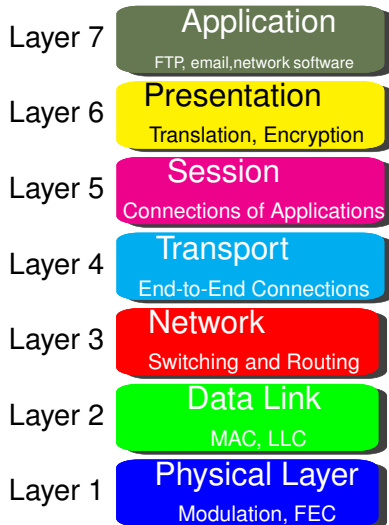 Layer 7
Application
FTP, email,network software
Layer 6
Presentation
Translation, Encryption
Layer 5
Session
Connections of Applications
Layer 4
Transport
End-to-End Connections
Layer 3
Network
Switching and Routing
Layer 2
Data Link
MAC, LLC
Layer 1
Physical Layer
Modulation, FEC